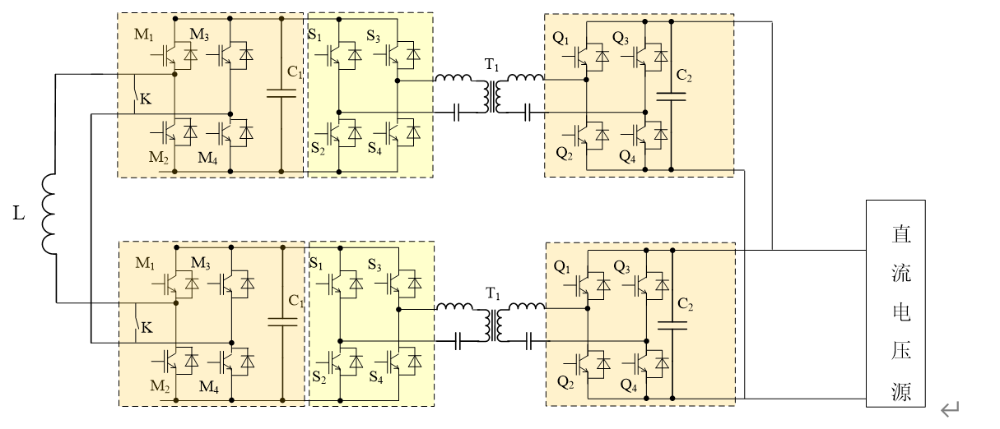 M1
M3
K
M2
M4
C1
S1
S3
S2
S4
T1
Q1
Q3
Q2
Q4
C2
L
M1
M3
K
M2
M4
C1
S1
S3
S2
S4
T1
Q1
Q3
Q2
Q4
C2
直
流
电
压
源